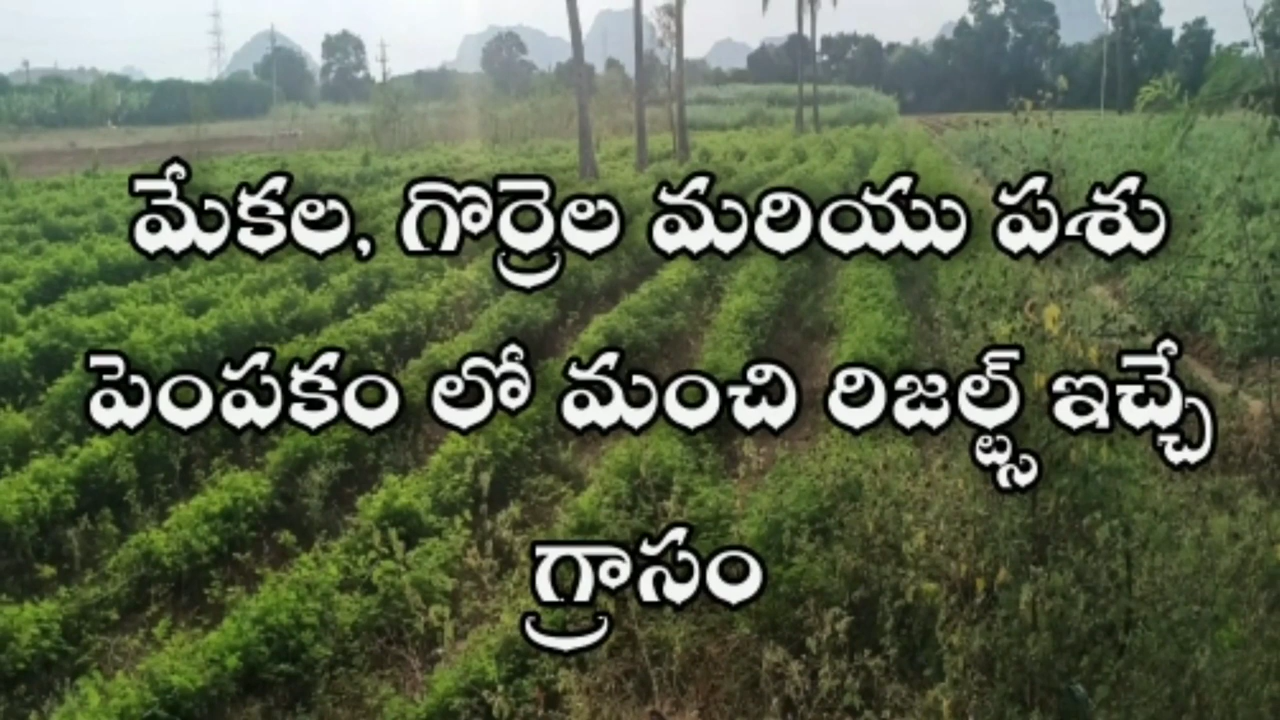 మేకల, గొర్రెల మరియు పశు
పెంపకం లో మంచి రిజల్ట్స్ ఇచ్చే
గ్రాసం